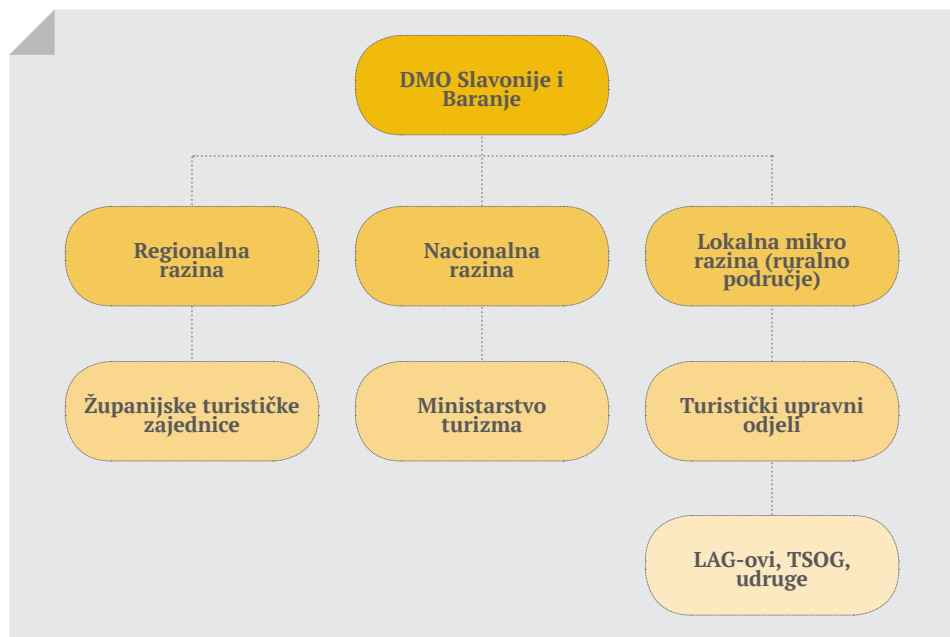 DMO Slavonije i
Baranje
Regionalna
razina
Nacionalna
razina
Lokalna mikro
razina (ruralno
područje)
Županijske turističke
zajednice
Ministarstvo
turizma
Turistički upravni
odjeli
LAG-ovi, TSOG,
udruge